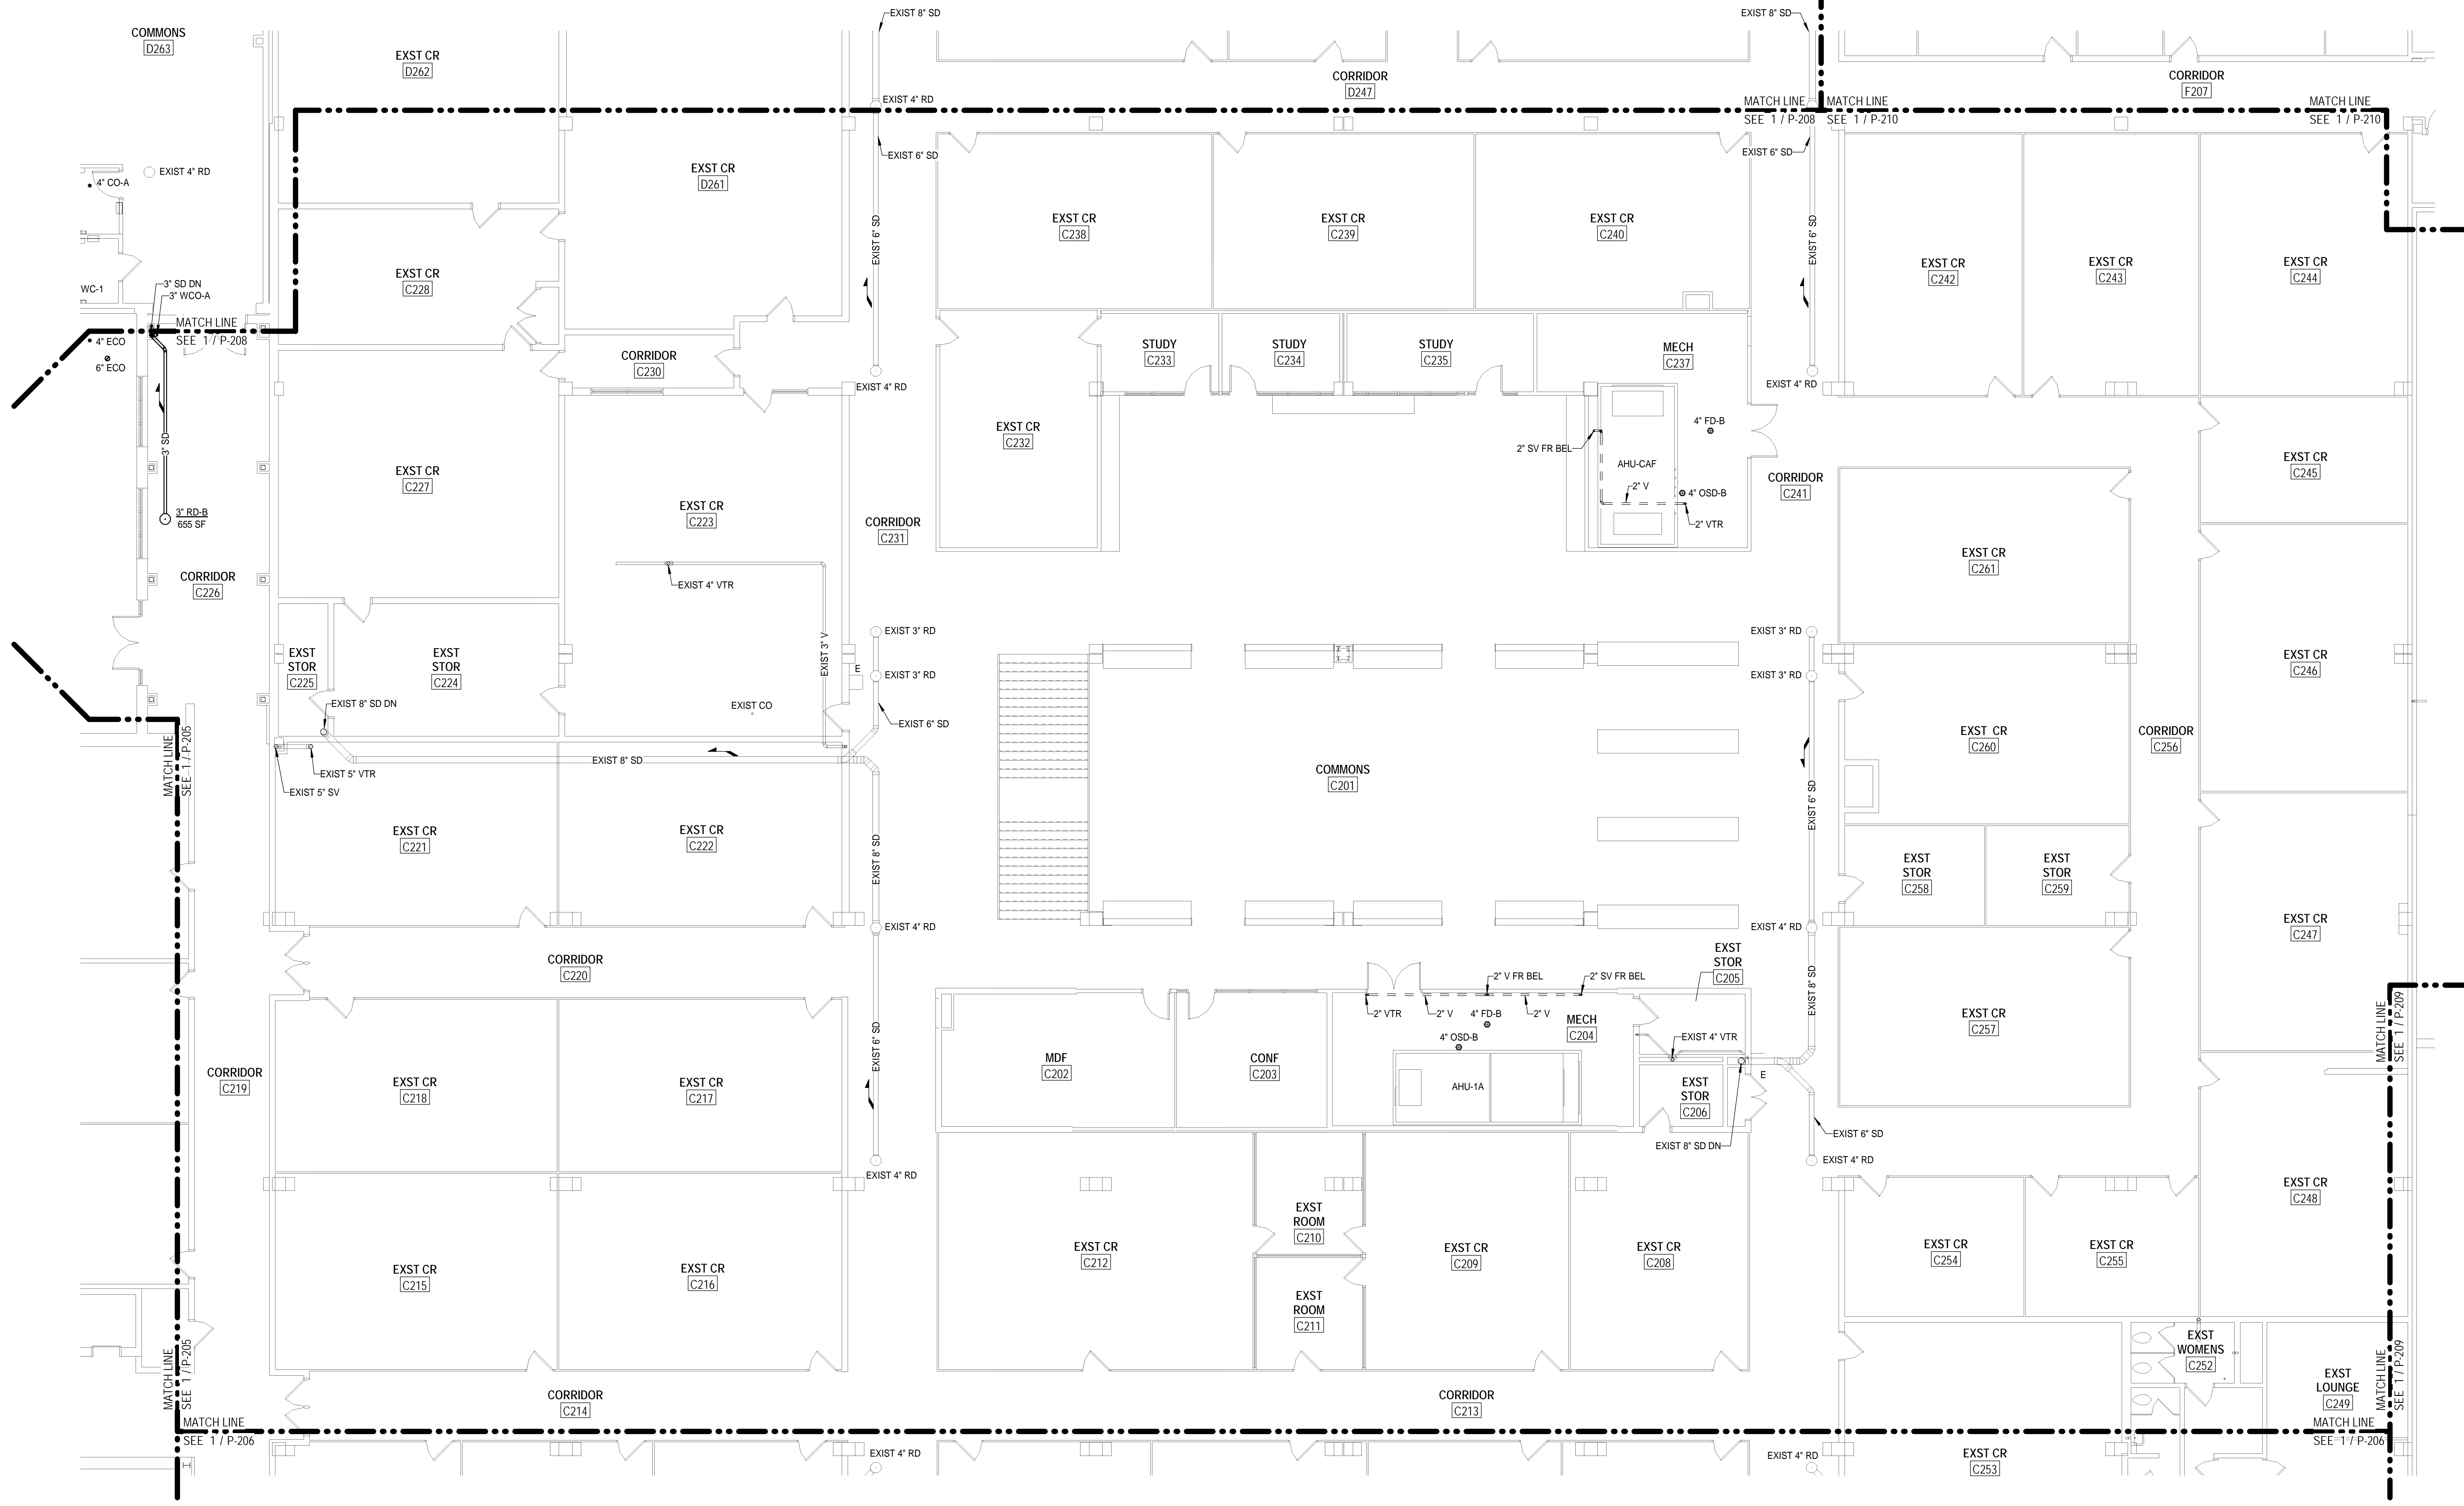 EXIST 8" SD
EXIST 8" SD
COMMONS
D263
EXST CR
D262
CORRIDOR
D247
CORRIDOR
F207
EXIST 4" RD
MATCH LINE
SEE 1 / P-208
MATCH LINE
SEE 1 / P-210
MATCH LINE
SEE 1 / P-210
EXIST 6" SD
EXIST 6" SD
EXIST 4" RD
4" CO-A
EXST CR
D261
EXST CR
C238
EXST CR
C239
EXST CR
C240
EXIST 6" SD
EXIST 6" SD
EXST CR
C242
EXST CR
C243
EXST CR
C244
EXST CR
C228
WC-1
3" SD DN
3" WCO-A
MATCH LINE
SEE 1 / P-208
4" ECO
6" ECO
CORRIDOR
C230
STUDY
C233
STUDY
C234
STUDY
C235
MECH
C237
EXIST 4" RD
EXIST 4" RD
EXST CR
C232
4" FD-B
2" SV FR BEL
AHU-CAF
2" V
4" OSD-B
2" VTR
3" SD
EXST CR
C227
CORRIDOR
C241
EXST CR
C245
3" RD-B
655 SF
EXST CR
C223
CORRIDOR
C231
EXST CR
C261
CORRIDOR
C226
EXIST 4" VTR
EXIST 3" RD
EXIST 3" RD
EXIST 3" V
EXST
STOR
C225
EXST
STOR
C224
E
EXIST 3" RD
EXIST 3" RD
EXST CR
C246
EXIST 8" SD DN
EXIST CO
EXIST 6" SD
EXST CR
C260
CORRIDOR
C256
MATCH LINE
SEE 1 / P-205
EXIST 8" SD
EXIST 5" VTR
EXIST 5" SV
COMMONS
C201
EXIST 6" SD
EXST CR
C221
EXST CR
C222
EXIST 8" SD
EXST
STOR
C258
EXST
STOR
C259
EXIST 4" RD
EXIST 4" RD
EXST CR
C247
CORRIDOR
C220
EXST
STOR
C205
2" V FR BEL
2" SV FR BEL
EXIST 8" SD
2" VTR
2" V
4" FD-B
2" V
MECH
C204
EXST CR
C257
MATCH LINE
SEE 1 / P-209
4" OSD-B
EXIST 4" VTR
EXIST 6" SD
CORRIDOR
C219
EXST CR
C218
EXST CR
C217
MDF
C202
CONF
C203
AHU-1A
EXST
STOR
C206
E
EXIST 8" SD DN
EXIST 6" SD
EXIST 4" RD
EXIST 4" RD
EXST CR
C248
EXST CR
C215
EXST CR
C216
EXST CR
C212
EXST
ROOM
C210
EXST CR
C209
EXST CR
C208
EXST CR
C254
EXST CR
C255
EXST
ROOM
C211
MATCH LINE
SEE 1 / P-205
EXST
WOMENS
C252
EXST
LOUNGE
C249
MATCH LINE
SEE 1 / P-209
CORRIDOR
C214
CORRIDOR
C213
MATCH LINE
SEE 1 / P-206
MATCH LINE
SEE 1 / P-206
EXIST 4" RD
EXIST 4" RD
EXST CR
C253